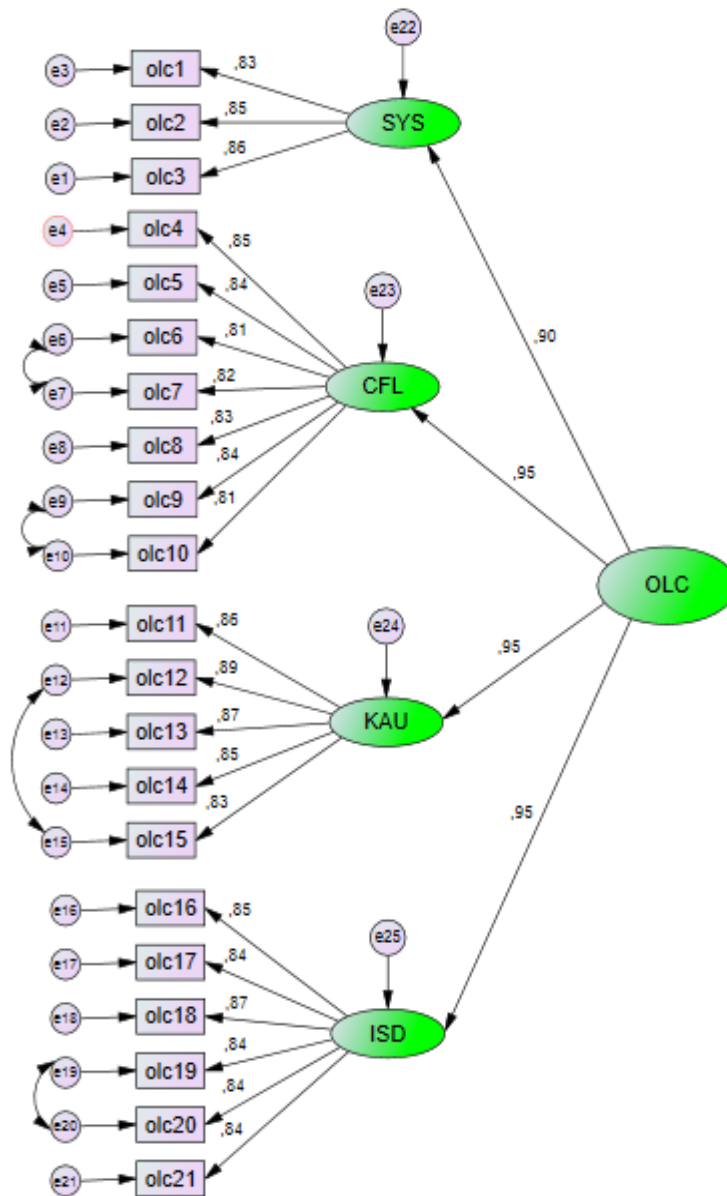 e22
e3 olc1 ,83
e2 olc2 ,85 SYS
e1 olc3 ,86
e4 olc4 ,85
e5 olc5 ,84 e23
e6 olc6 ,81 ,90
e7 olc7 ,82 CFL
e8 olc8 ,83
e9 olc9 ,84 ,95
e10 olc10 ,81
OLC
e11 olc11 ,86 e24
e12 olc12 ,89 ,95
e13 olc13 ,87 KAU
e14 olc14 ,85
e15 olc15 ,83 ,95
e16 olc16 ,85
e17 olc17 ,84 e25
e18 olc18 ,87 ISD
e19 olc19 ,84
e20 olc20 ,84
e21 olc21 ,84